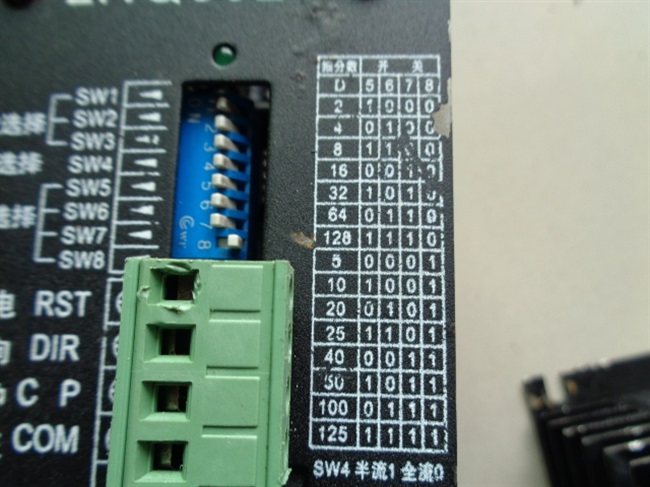 SW1
选择 SW2
SW3
选择 SW4
SW5
选择 SW6
SW7
SW8
电 RST
向 DIR
C P
COM
N
2
3
4
5
6
7
8
细分数 开 关
D 5 6 7 8
2 1 0 0 0
4 0 1 0 0
8 1 1 0 0
16 0 0 1 0
32 1 0 1 0
64 0 1 1 0
128 1 1 1 0
5 0 0 0 1
10 1 0 0 1
20 0 1 0 1
25 1 1 0 1
40 0 0 1 1
50 1 0 1 1
100 0 1 1 1
125 1 1 1 1
SW4 半流1 全流0